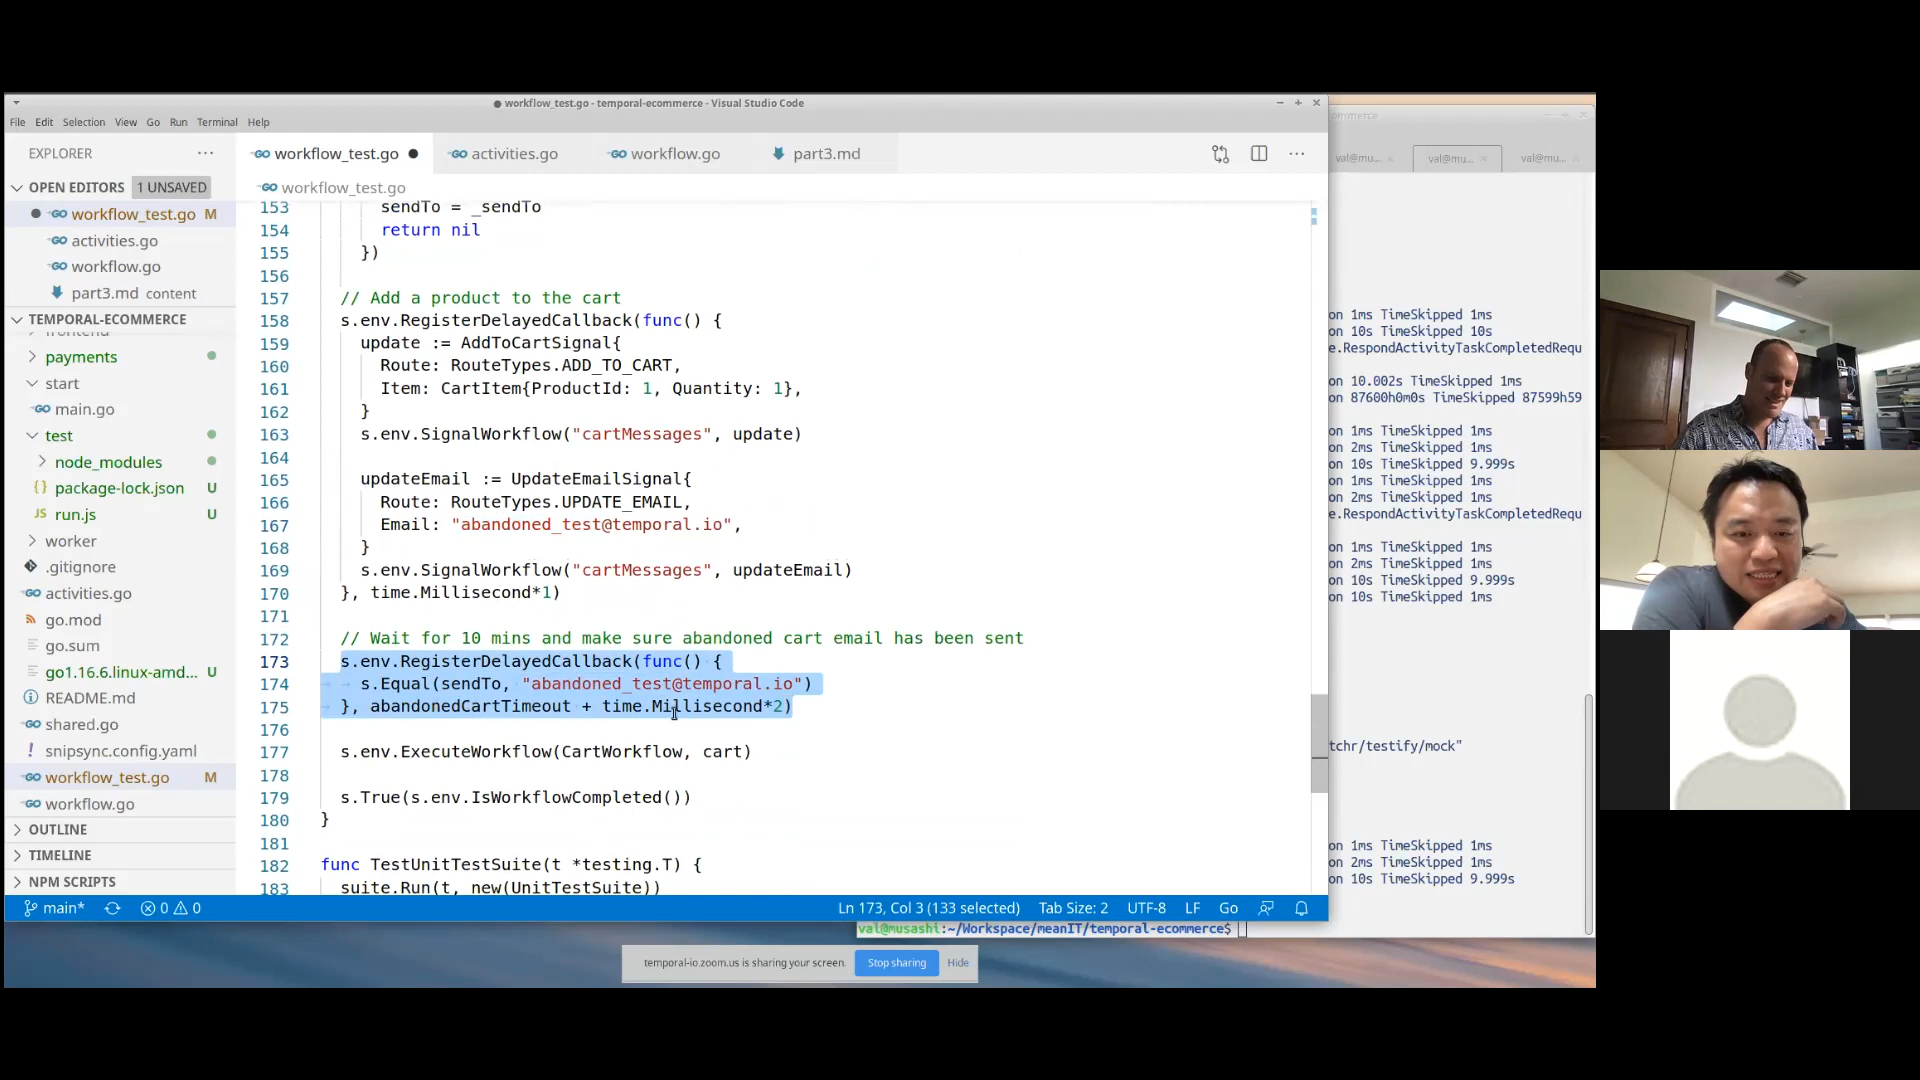 workflow_test.go - temporal-ecommerce - Visual Studio Code
File Edit Selection View Go Run Terminal Help
EXPLORER
OPEN EDITORS 1 UNSAVED
workflow_test.go M
activities.go
workflow.go
part3.md content
TEMPORAL-ECOMMERCE
frontend
payments
start
main.go
test
node_modules
package-lock.json U
run.js U
worker
.gitignore
activities.go
go.mod
go.sum
go1.16.6.linux-amd... U
README.md
shared.go
snipsync.config.yaml
workflow_test.go M
workflow.go
OUTLINE
TIMELINE
NPM SCRIPTS
workflow_test.go activities.go workflow.go part3.md
workflow_test.go
153 sendTo = _sendTo
154 return nil
155 })
156
157 // Add a product to the cart
158 s.env.RegisterDelayedCallback(func() {
159 update := AddToCartSignal{
160 Route: RouteTypes.ADD_TO_CART,
161 Item: CartItem{ProductId: 1, Quantity: 1},
162 }
163 s.env.SignalWorkflow("cartMessages", update)
164
165 updateEmail := UpdateEmailSignal{
166 Route: RouteTypes.UPDATE_EMAIL,
167 Email: "abandoned_test@temporal.io",
168 }
169 s.env.SignalWorkflow("cartMessages", updateEmail)
170 }, time.Millisecond*1)
171
172 // Wait for 10 mins and make sure abandoned cart email has been sent
173 s.env.RegisterDelayedCallback(func() {
174 s.Equal(sendTo, "abandoned_test@temporal.io")
175 }, abandonedCartTimeout + time.Millisecond*2)
176
177 s.env.ExecuteWorkflow(CartWorkflow, cart)
178
179 s.True(s.env.IsWorkflowCompleted())
180 }
181
182 func TestUnitTestSuite(t *testing.T) {
183 suite.Run(t, new(UnitTestSuite))
main* 0 0 Ln 173, Col 3 (133 selected) Tab Size: 2 UTF-8 LF Go
ommerce
val@mu... val@mu... val@mu...
on 1ms TimeSkipped 1ms
on 10s TimeSkipped 10s
e.RespondActivityTaskCompletedRequ
on 10.002s TimeSkipped 1ms
on 87600h0m0s TimeSkipped 87599h59
on 1ms TimeSkipped 1ms
on 2ms TimeSkipped 1ms
on 10s TimeSkipped 9.999s
on 1ms TimeSkipped 1ms
on 2ms TimeSkipped 1ms
e.RespondActivityTaskCompletedRequ
on 1ms TimeSkipped 1ms
on 2ms TimeSkipped 1ms
on 10s TimeSkipped 9.999s
on 10s TimeSkipped 1ms
tchr/testify/mock"
on 1ms TimeSkipped 1ms
on 2ms TimeSkipped 1ms
on 10s TimeSkipped 9.999s
val@musashi:~/Workspace/meanIT/temporal-ecommerce$
temporal-io.zoom.us is sharing your screen. Stop sharing Hide